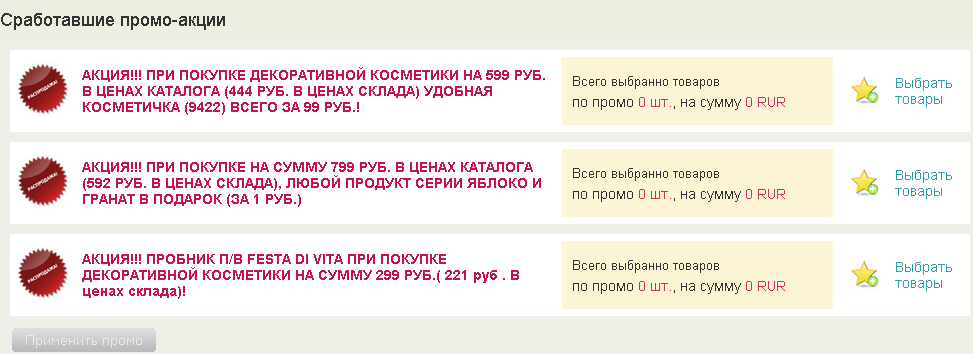 Сработавшие промо-акции
РАСПРОДАЖА!
АКЦИЯ!!! ПРИ ПОКУПКЕ ДЕКОРАТИВНОЙ КОСМЕТИКИ НА 599 РУБ.
В ЦЕНАХ КАТАЛОГА (444 РУБ. В ЦЕНАХ СКЛАДА) УДОБНАЯ
КОСМЕТИЧКА (9422) ВСЕГО ЗА 99 РУБ.!
Всего выбранно товаров
по промо 0 шт., на сумму 0 RUR
Выбрать
товары
РАСПРОДАЖА!
АКЦИЯ!!! ПРИ ПОКУПКЕ НА СУММУ 799 РУБ. В ЦЕНАХ КАТАЛОГА
(592 РУБ. В ЦЕНАХ СКЛАДА), ЛЮБОЙ ПРОДУКТ СЕРИИ ЯБЛОКО И
ГРАНАТ В ПОДАРОК (ЗА 1 РУБ.)
Всего выбранно товаров
по промо 0 шт., на сумму 0 RUR
Выбрать
товары
РАСПРОДАЖА!
АКЦИЯ!!! ПРОБНИК П/В FESTA DI VITA ПРИ ПОКУПКЕ
ДЕКОРАТИВНОЙ КОСМЕТИКИ НА СУММУ 299 РУБ.( 221 руб . В
ценах склада)!
Всего выбранно товаров
по промо 0 шт., на сумму 0 RUR
Выбрать
товары
Применить промо